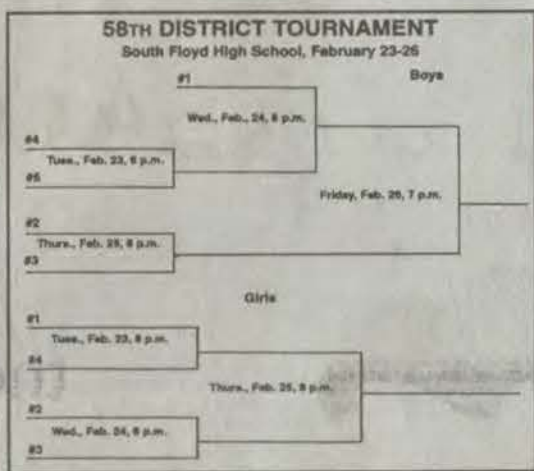 58TH DISTRICT TOURNAMENT
South Floyd High School, February 23-26
Boys
#1
Wed., Feb., 24, 8 p.m.
#4
Tues., Feb. 23, 6 p.m.
#5
Friday, Feb. 26, 7 p.m.
#2
Thurs., Feb. 25, 8 p.m.
#3
Girls
#1
Tues., Feb. 23, 8 p.m.
#4
Thurs., Feb. 25, 8 p.m.
#2
Wed., Feb. 24, 6 p.m.
#3